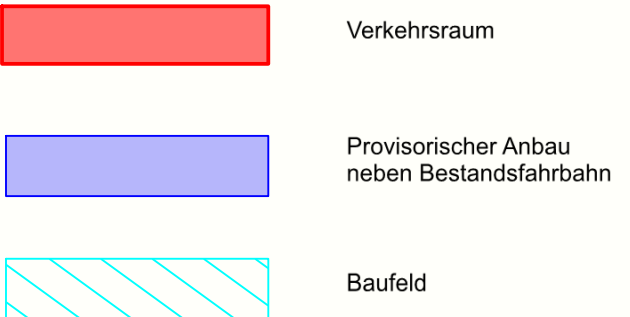 Verkehrsraum
Provisorischer Anbau
neben Bestandsfahrbahn
Baufeld